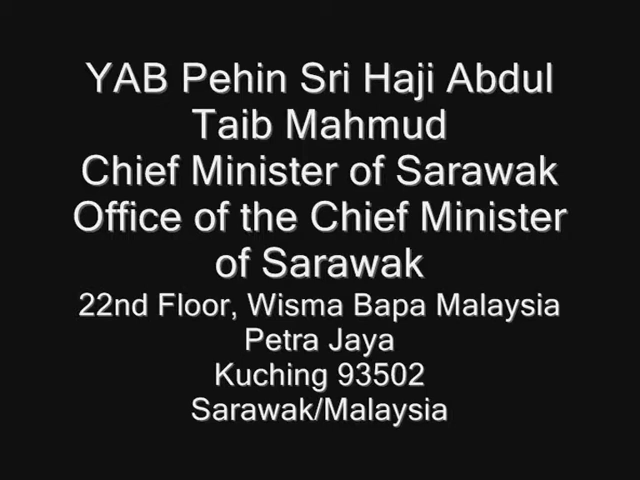 YAB Pehin Sri Haji Abdul
Taib Mahmud
Chief Minister of Sarawak
Office of the Chief Minister
of Sarawak
22nd Floor, Wisma Bapa Malaysia
Petra Jaya
Kuching 93502
Sarawak/Malaysia